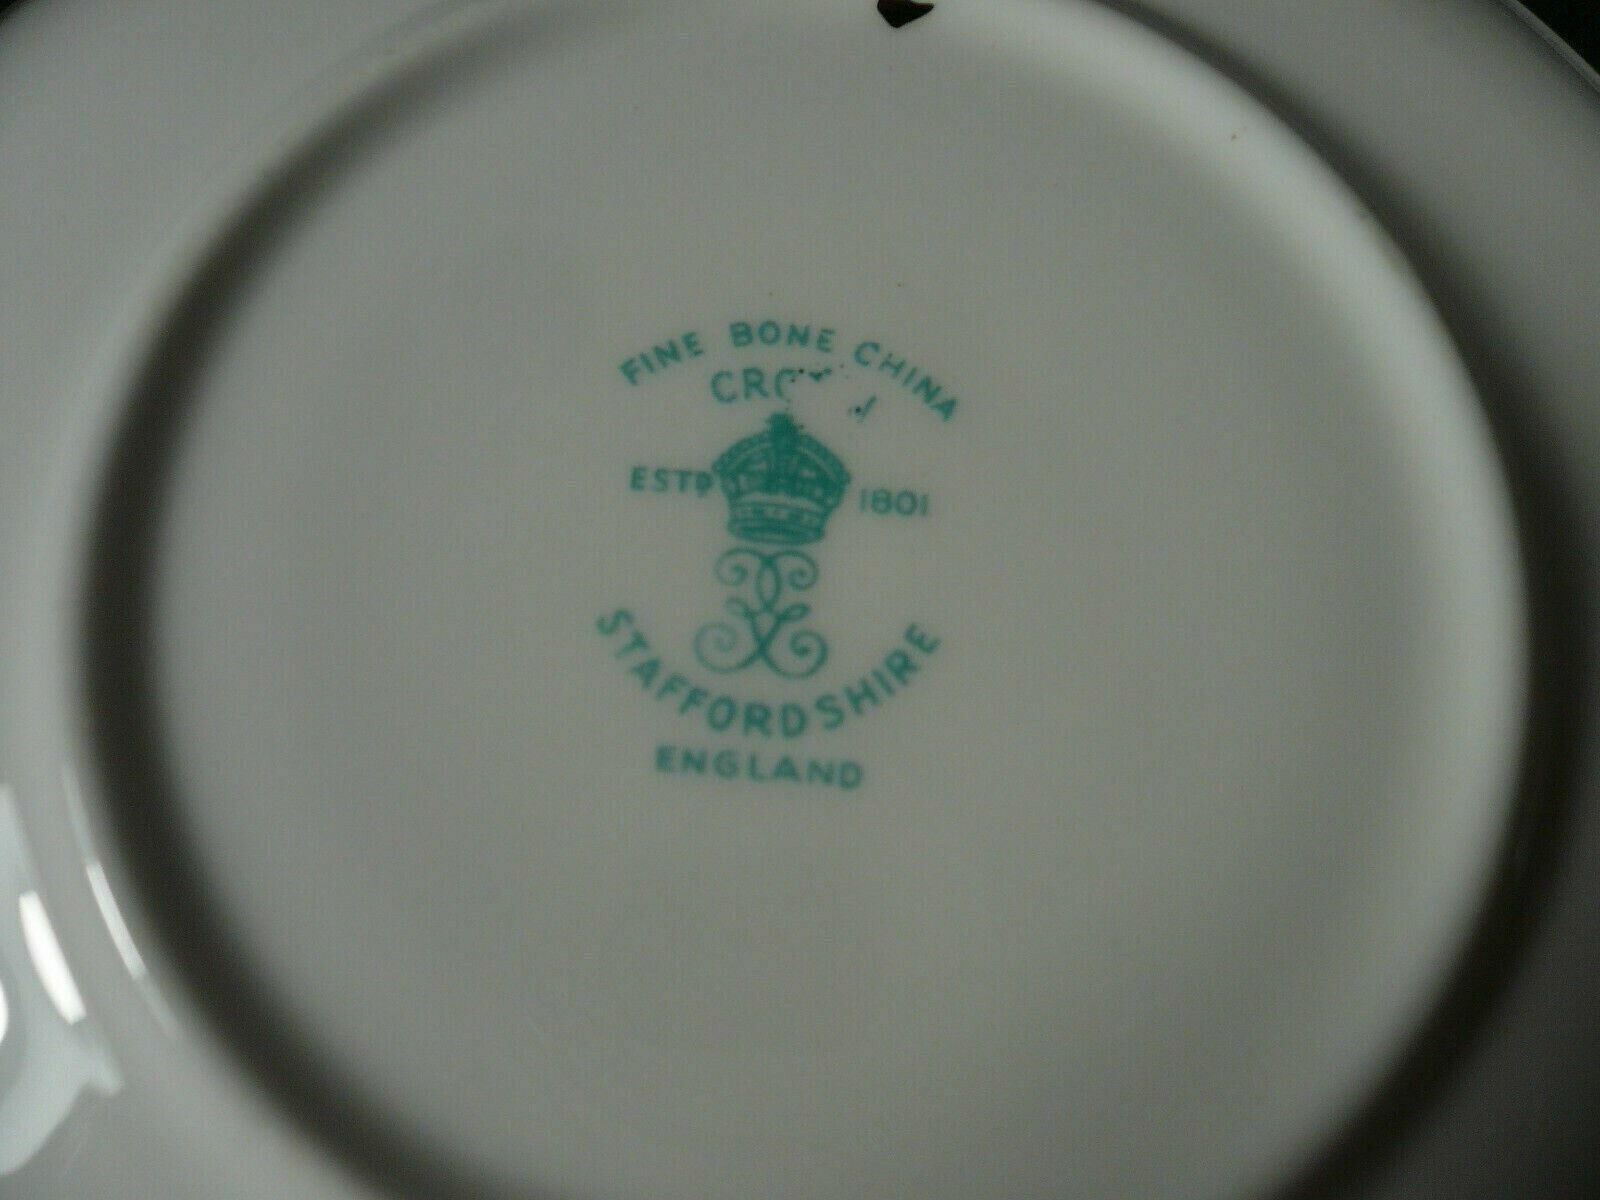 FINE BONE CHINA
ESTD 1801
STAFFORDSHIRE
ENGLAND